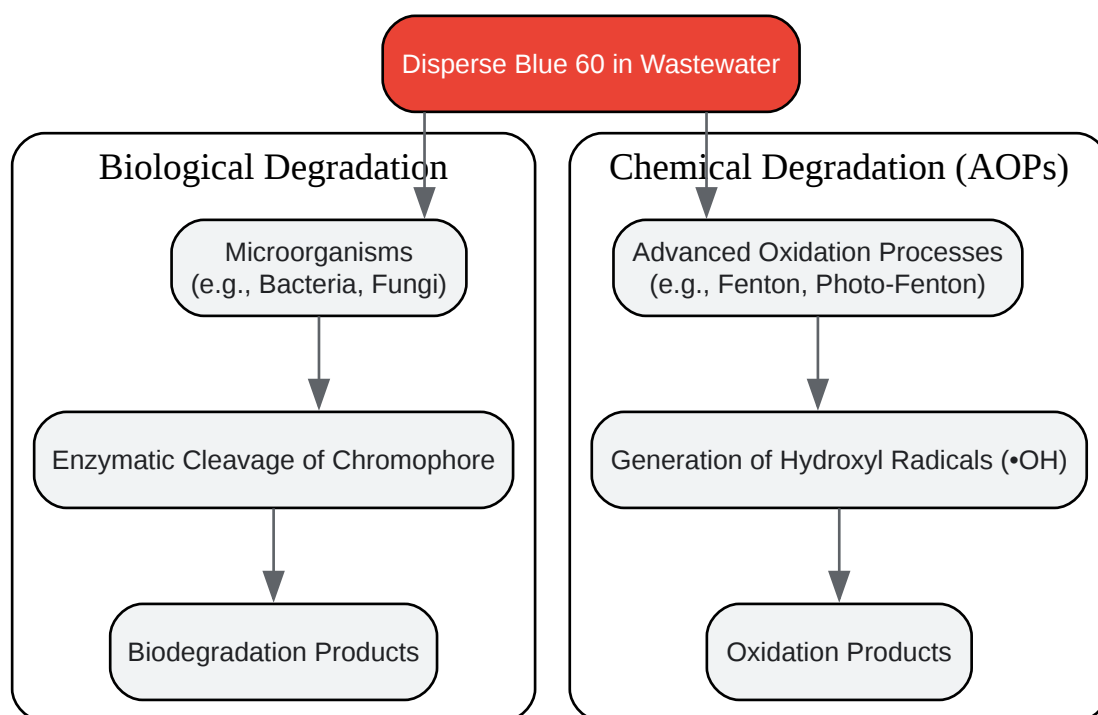 Disperse Blue 60 in Wastewater
Biological Degradation
Microorganisms
(e.g., Bacteria, Fungi)
Enzymatic Cleavage of Chromophore
Biodegradation Products
Chemical Degradation (AOPs)
Advanced Oxidation Processes
(e.g., Fenton, Photo-Fenton)
Generation of Hydroxyl Radicals (•OH)
Oxidation Products